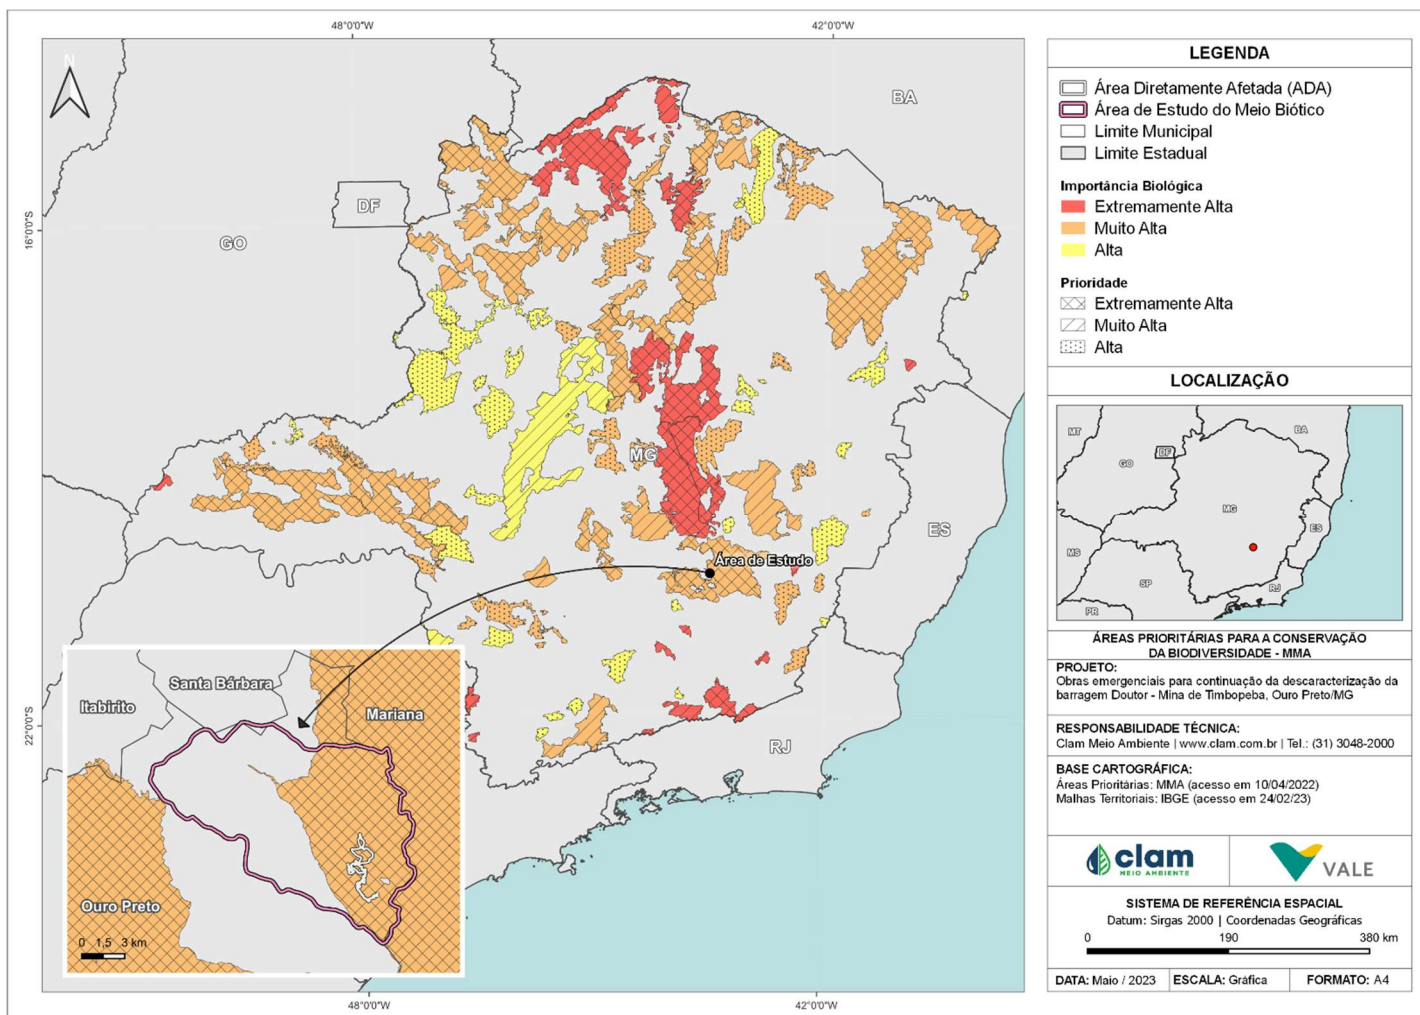 48°0'0"W
42°0'0"W
N
BA
DF
GO
16°0'0"S
MG
ES
Área de Estudo
22°0'0"S
RJ
Santa Bárbara
Itabirito
Mariana
Ouro Preto
0 1,5 3 km
48°0'0"W
42°0'0"W
LEGENDA
Área Diretamente Afetada (ADA)
Área de Estudo do Meio Biótico
Limite Municipal
Limite Estadual
Importância Biológica
Extremamente Alta
Muito Alta
Alta
Prioridade
Extremamente Alta
Muito Alta
Alta
LOCALIZAÇÃO
MT
BA
DF
GO
MG
ES
MS
SP
RJ
PR
ÁREAS PRIORITÁRIAS PARA A CONSERVAÇÃO
DA BIODIVERSIDADE - MMA
PROJETO:
Obras emergenciais para continuação da descaracterização da
barragem Doutor - Mina de Timbopeba, Ouro Preto/MG
RESPONSABILIDADE TÉCNICA:
Clam Meio Ambiente | www.clam.com.br | Tel.: (31) 3048-2000
BASE CARTOGRÁFICA:
Áreas Prioritárias: MMA (acesso em 10/04/2022)
Malhas Territoriais: IBGE (acesso em 24/02/23)
clam
MEIO AMBIENTE
VALE
SISTEMA DE REFERÊNCIA ESPACIAL
Datum: Sirgas 2000 | Coordenadas Geográficas
0 190 380 km
DATA: Maio / 2023 ESCALA: Gráfica FORMATO: A4